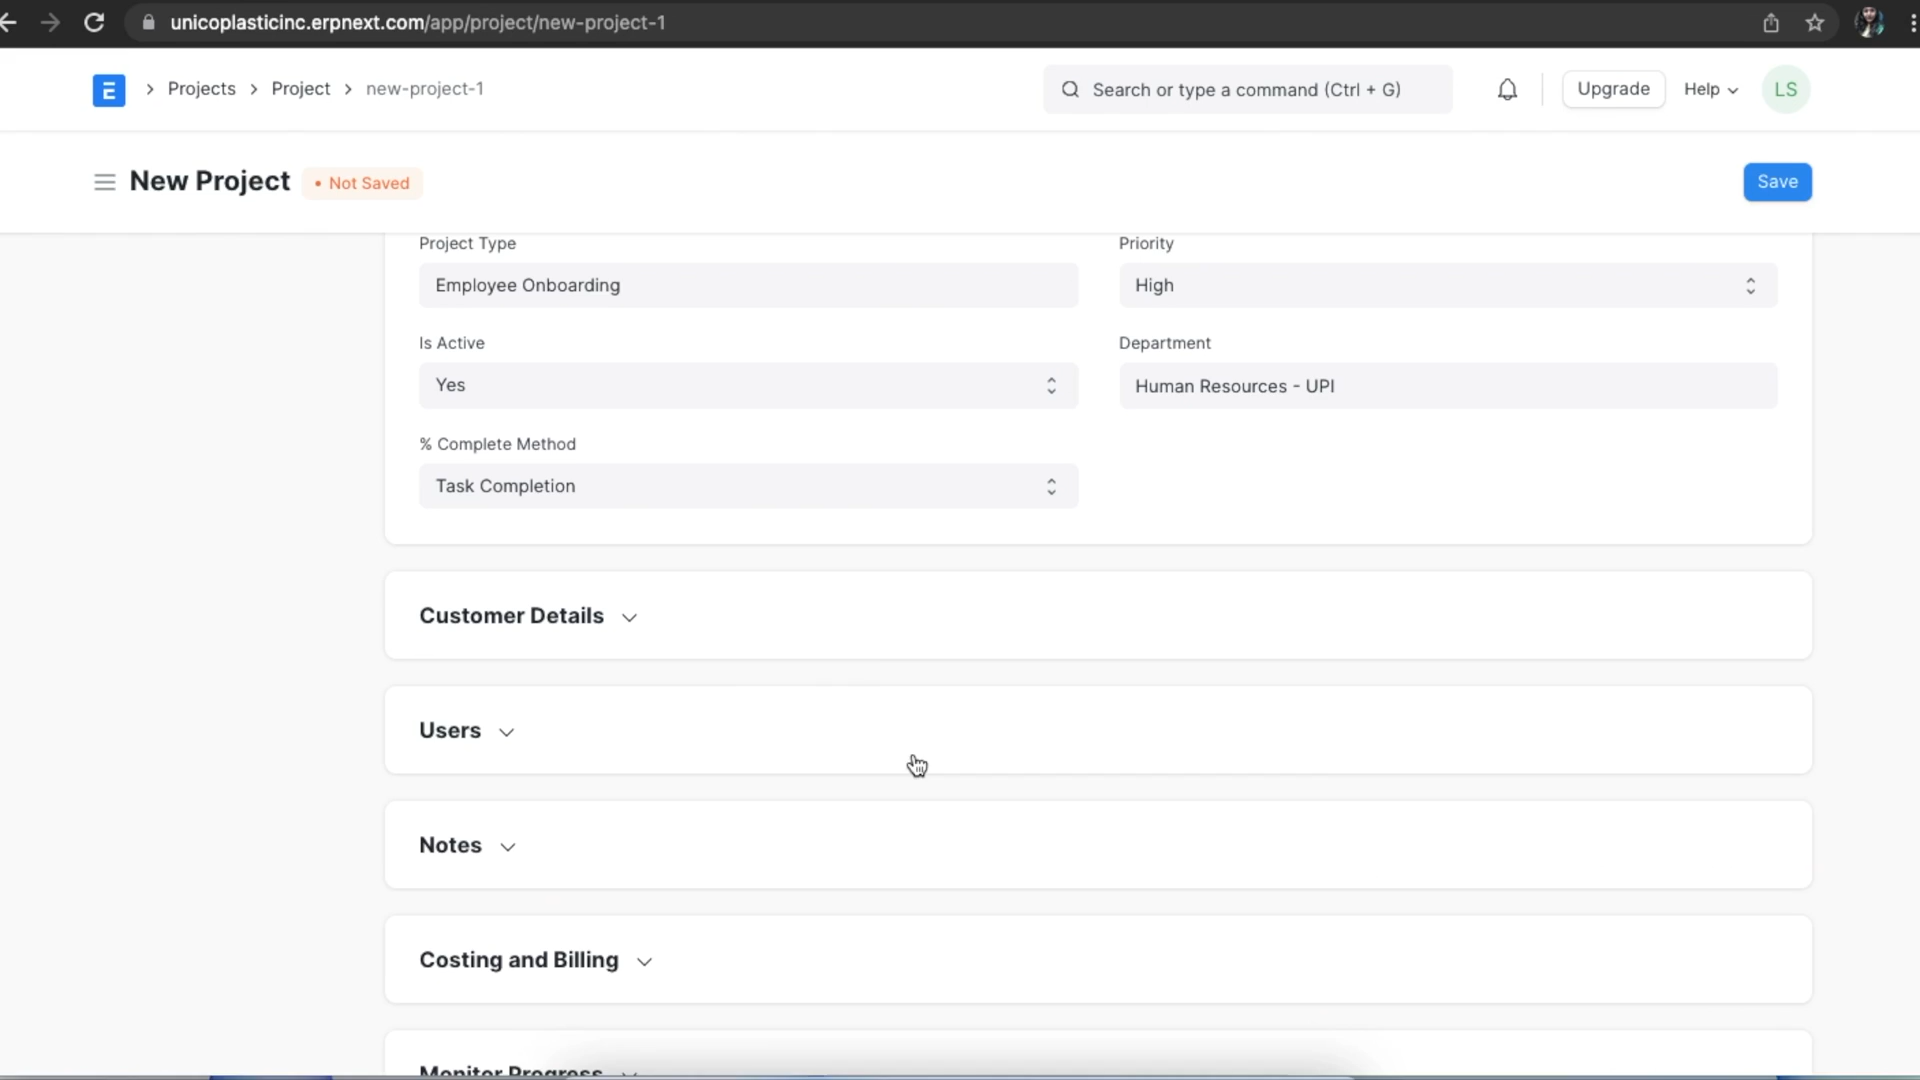 unicoplasticinc.erpnext.com/app/project/new-project-1
E
Projects
Project
new-project-1
Search or type a command (Ctrl + G)
Upgrade
Help
LS
New Project
• Not Saved
Save
Project Type
Priority
Employee Onboarding
High
Is Active
Department
Yes
Human Resources - UPI
% Complete Method
Task Completion
Customer Details
Users
Notes
Costing and Billing
Monitor Progress